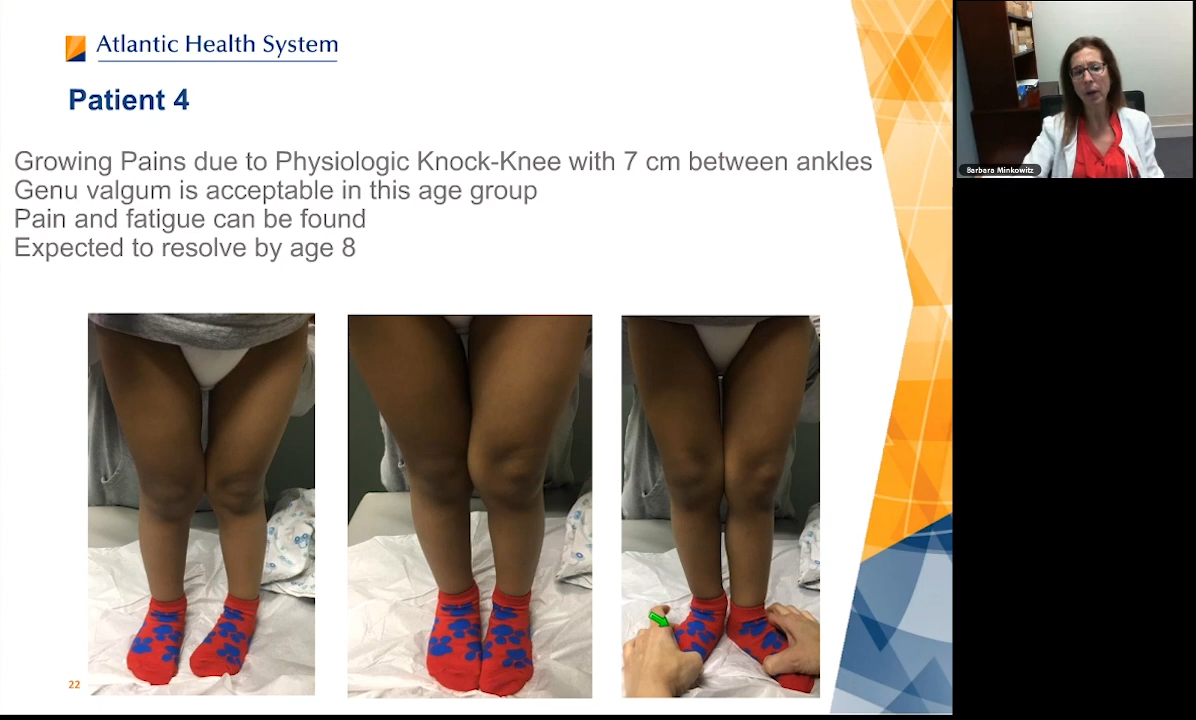 Atlantic Health System
Patient 4
Growing Pains due to Physiologic Knock-Knee with 7 cm between ankles
Genu valgum is acceptable in this age group
Pain and fatigue can be found
Expected to resolve by age 8
22
Barbara Minkowitz